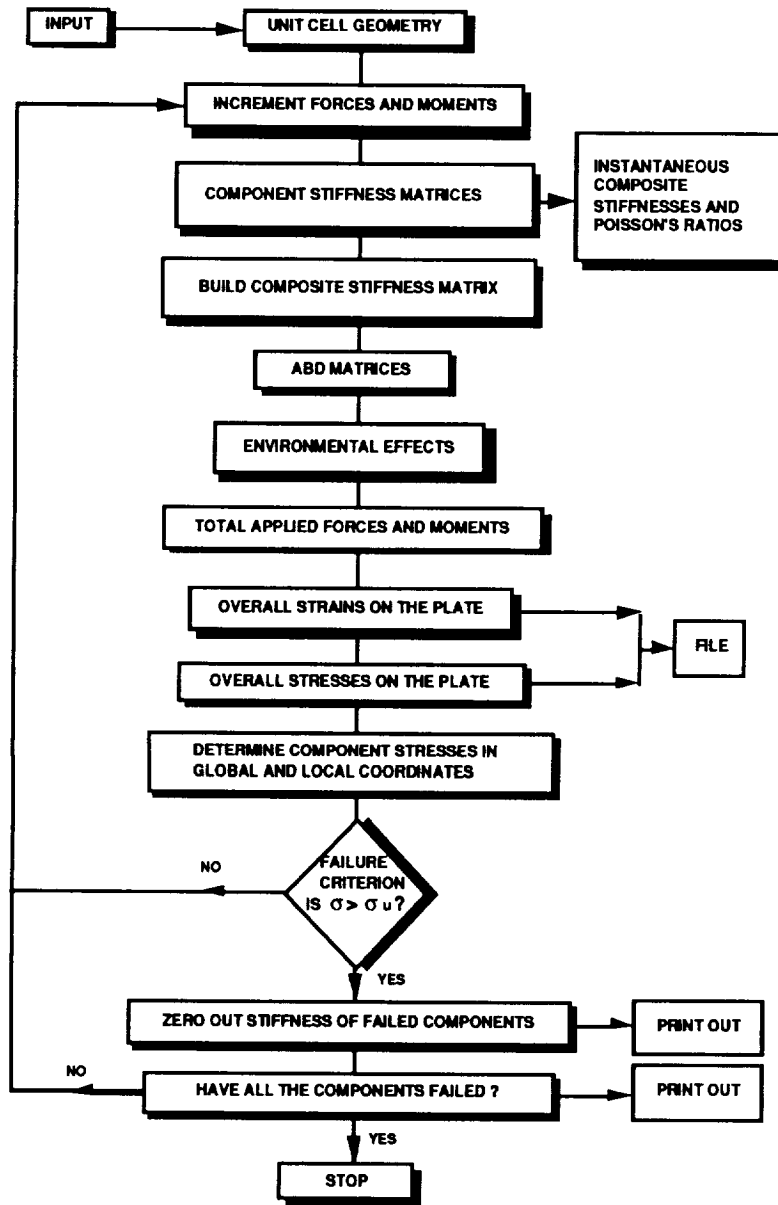 INPUT
UNIT CELL GEOMETRY
INCREMENT FORCES AND MOMENTS
COMPONENT STIFFNESS MATRICES
INSTANTANEOUS
COMPOSITE
STIFFNESSES AND
POISSON'S RATIOS
BUILD COMPOSITE STIFFNESS MATRIX
ABD MATRICES
ENVIRONMENTAL EFFECTS
TOTAL APPLIED FORCES AND MOMENTS
OVERALL STRAINS ON THE PLATE
FILE
OVERALL STRESSES ON THE PLATE
DETERMINE COMPONENT STRESSES IN
GLOBAL AND LOCAL COORDINATES
NO
FAILURE
CRITERION
IS σ > σ u ?
YES
ZERO OUT STIFFNESS OF FAILED COMPONENTS
PRINT OUT
NO
HAVE ALL THE COMPONENTS FAILED ?
PRINT OUT
YES
STOP